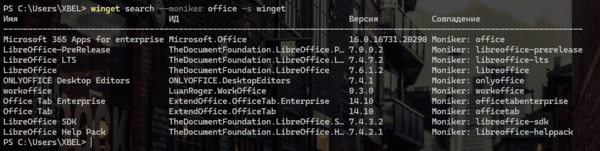 PS C:\Users\XBEL> winget search --moniker office -s winget
Имя ИД Версия Совпадение
Microsoft 365 Apps for enterprise Microsoft.Office 16.0.16731.20290 Moniker: office
LibreOffice-PreRelease TheDocumentFoundation.LibreOffice.P… 7.0.0.2 Moniker: libreoffice-prerelease
LibreOffice LTS TheDocumentFoundation.LibreOffice.L… 7.4.7.2 Moniker: libreoffice-lts
LibreOffice TheDocumentFoundation.LibreOffice 7.6.1.2 Moniker: libreoffice
ONLYOFFICE Desktop Editors ONLYOFFICE.DesktopEditors 7.4.1 Moniker: onlyoffice
workoffice LuanRoger.WorkOffice 0.3.0 Moniker: workoffice
Office Tab Enterprise ExtendOffice.OfficeTab.Enterprise 14.10 Moniker: officetabenterprise
Office Tab ExtendOffice.OfficeTab 14.10 Moniker: officetab
LibreOffice SDK TheDocumentFoundation.LibreOffice.S… 7.4.3.2 Moniker: libreoffice-sdk
LibreOffice Help Pack TheDocumentFoundation.LibreOffice.H… 7.4.2.1 Moniker: libreoffice-helppack
PS C:\Users\XBEL>